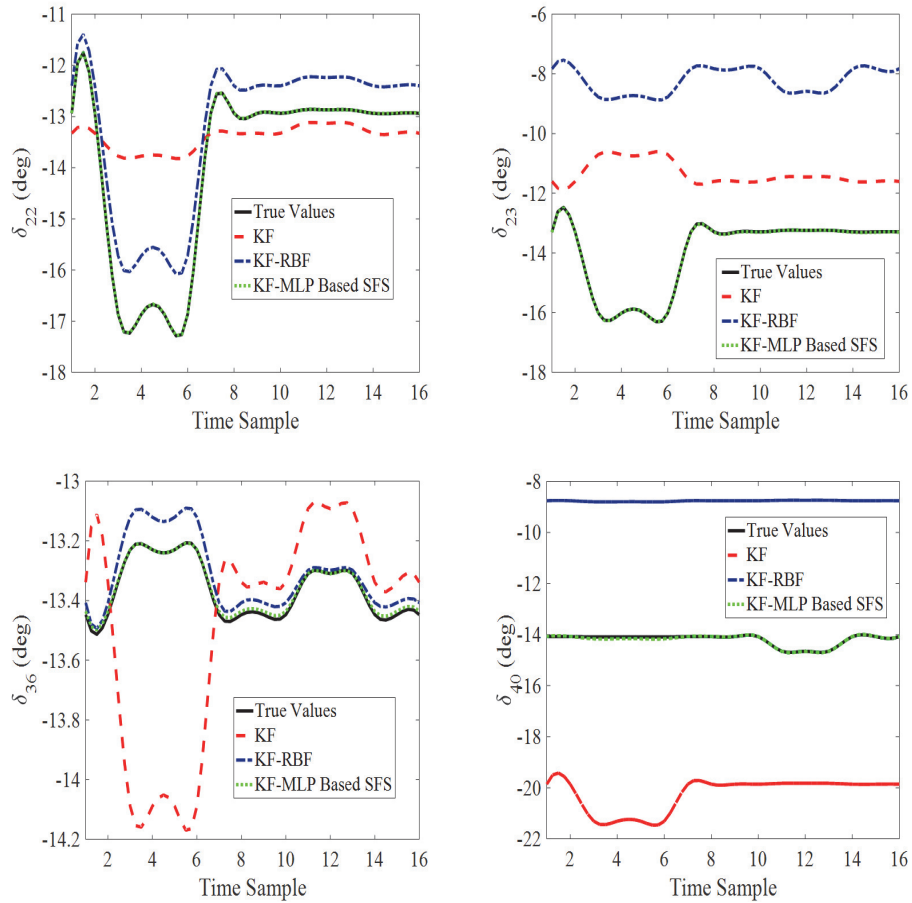 -11
-12
-13
-14
-15
-16
-17
-18
δ22 (deg)
True Values
KF
KF-RBF
KF-MLP Based SFS
2 4 6 8 10 12 14 16
Time Sample
-6
-8
-10
-12
-14
-16
-18
δ23 (deg)
True Values
KF
KF-RBF
KF-MLP Based SFS
2 4 6 8 10 12 14 16
Time Sample
-13
-13.2
-13.4
-13.6
-13.8
-14
-14.2
δ36 (deg)
True Values
KF
KF-RBF
KF-MLP Based SFS
2 4 6 8 10 12 14 16
Time Sample
-8
-10
-12
-14
-16
-18
-20
-22
δ40 (deg)
True Values
KF
KF-RBF
KF-MLP Based SFS
2 4 6 8 10 12 14 16
Time Sample